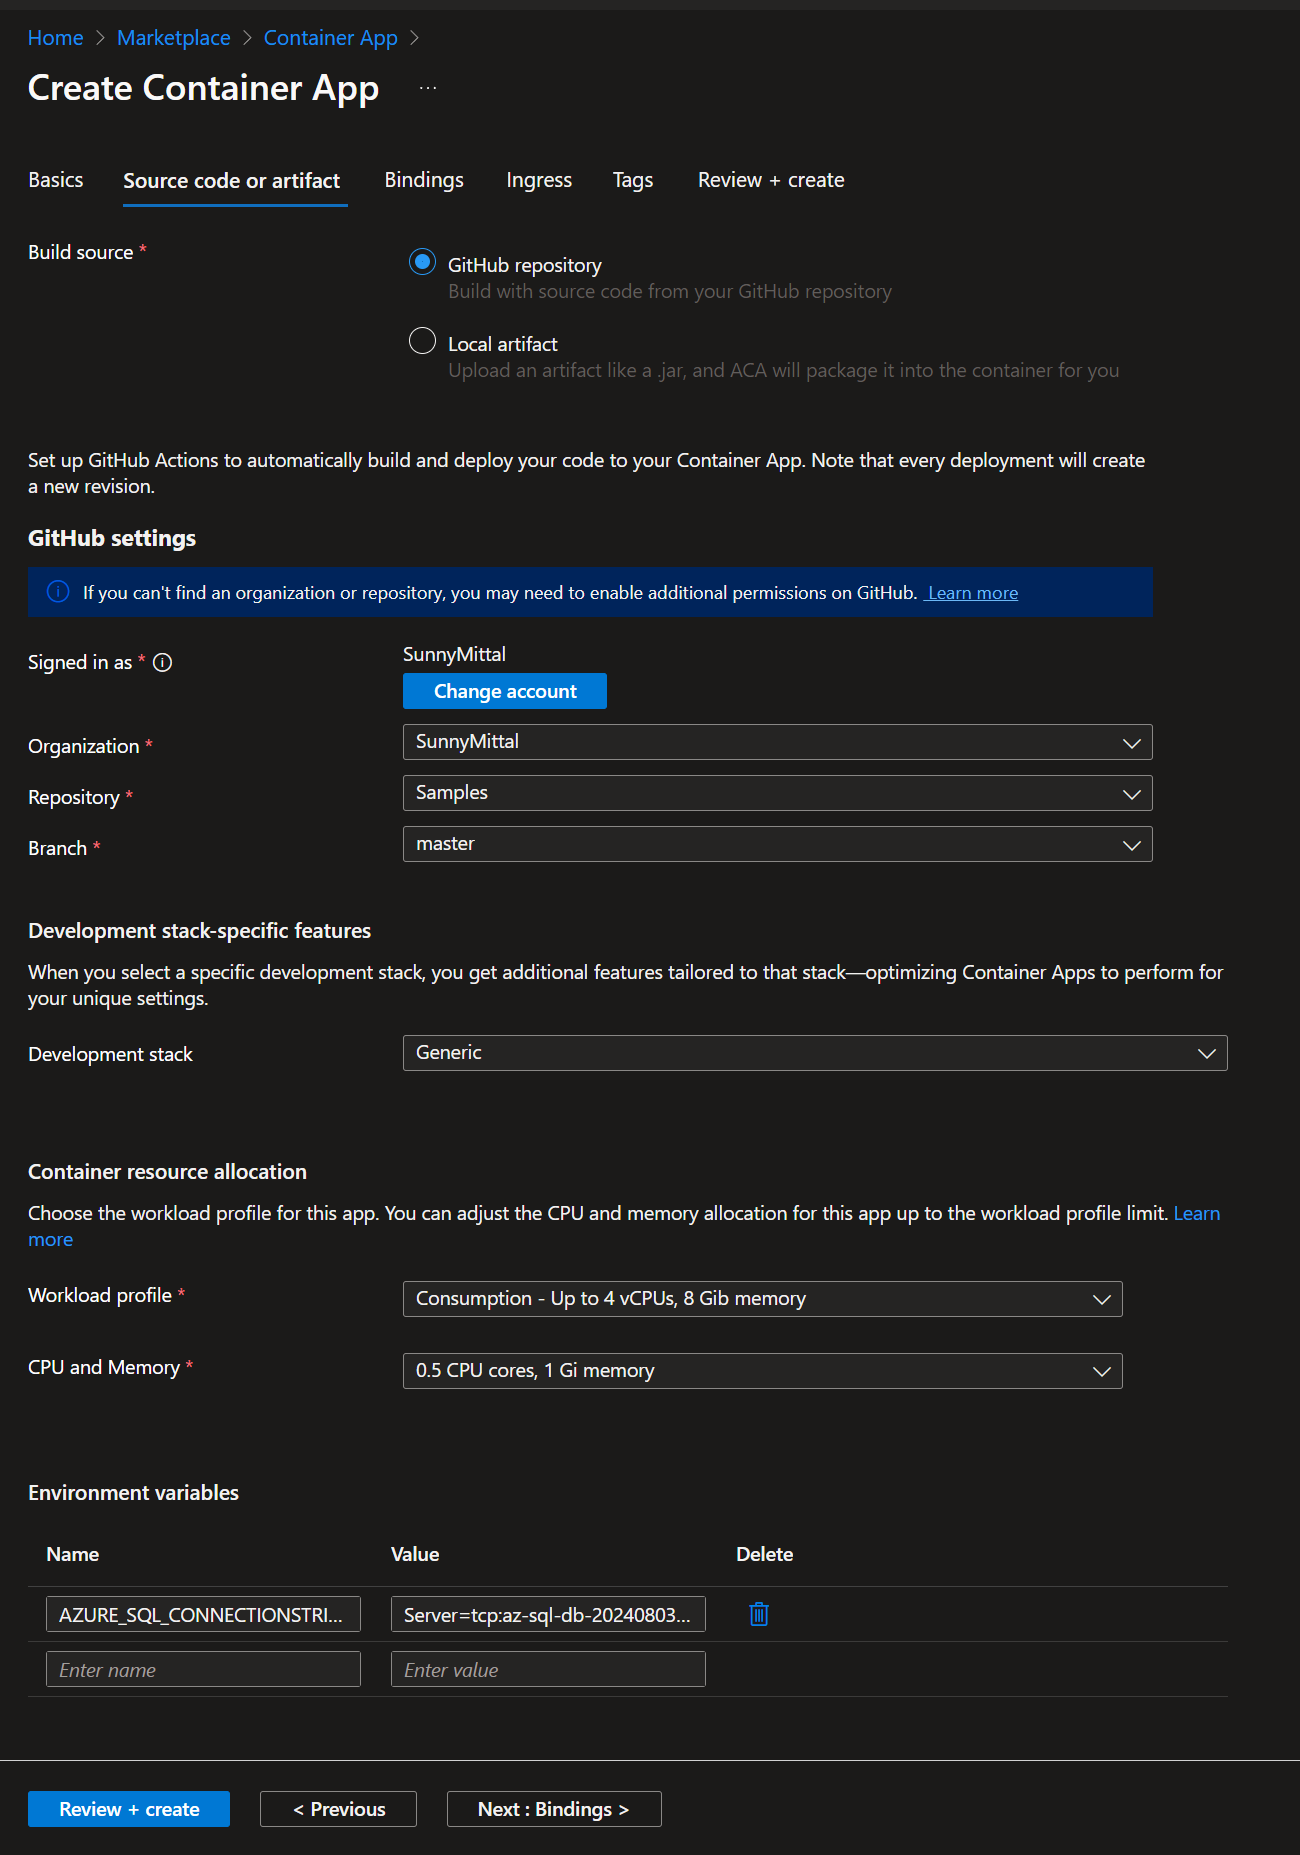 Home > Marketplace > Container App >
Create Container App ...
Basics Source code or artifact Bindings Ingress Tags Review + create
Build source *
GitHub repository
Build with source code from your GitHub repository
Local artifact
Upload an artifact like a .jar, and ACA will package it into the container for you
Set up GitHub Actions to automatically build and deploy your code to your Container App. Note that every deployment will create
a new revision.
GitHub settings
If you can't find an organization or repository, you may need to enable additional permissions on GitHub. Learn more
Signed in as *
SunnyMittal
Change account
Organization * SunnyMittal
Repository * Samples
Branch * master
Development stack-specific features
When you select a specific development stack, you get additional features tailored to that stack—optimizing Container Apps to perform for
your unique settings.
Development stack Generic
Container resource allocation
Choose the workload profile for this app. You can adjust the CPU and memory allocation for this app up to the workload profile limit. Learn
more
Workload profile * Consumption - Up to 4 vCPUs, 8 Gib memory
CPU and Memory * 0.5 CPU cores, 1 Gi memory
Environment variables
Name Value Delete
AZURE_SQL_CONNECTIONSTRI... Server=tcp:az-sql-db-20240803...
Enter name Enter value
Review + create < Previous Next : Bindings >